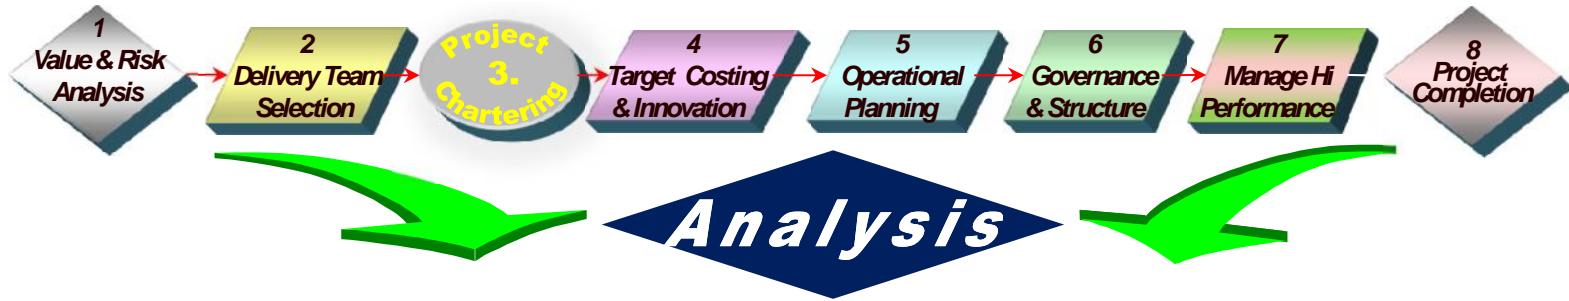 1
Value & Risk
Analysis
2
Delivery Team
Selection
Project
3.
Chartering
4
Target Costing
& Innovation
5
Operational
Planning
6
Governance
& Structure
7
Manage Hi
Performance
8
Project
Completion
Analysis